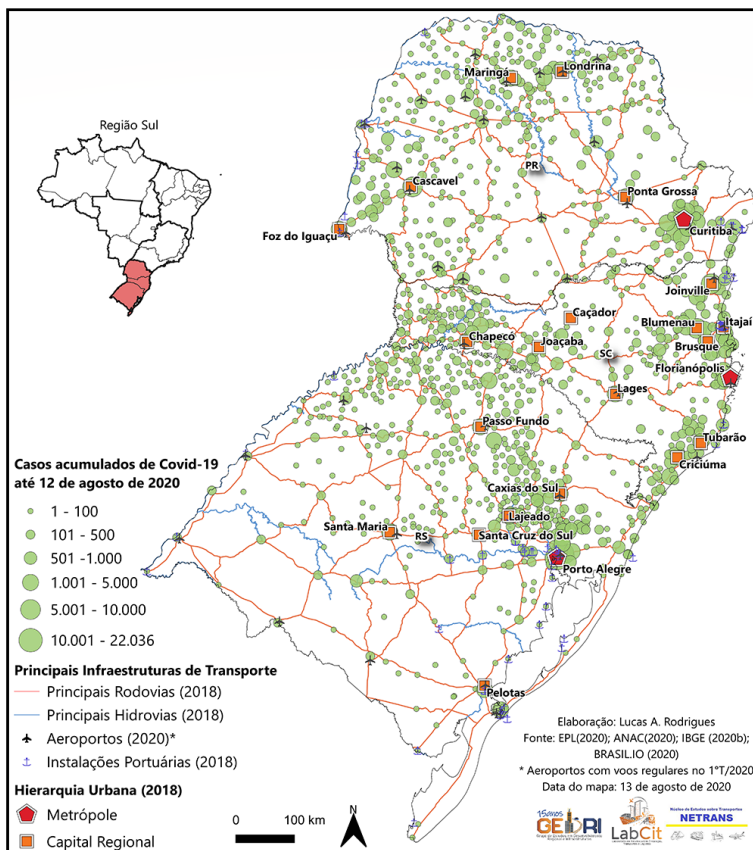 Região Sul
Maringá
Londrina
PR
Cascavel
Ponta Grossa
Foz do Iguaçu
Curitiba
Joinville
Caçador
Blumenau
Itajaí
Chapecó
Joaçaba
Brusque
SC
Florianópolis
Lages
Passo Fundo
Tubarão
Criciúma
Caxias do Sul
Lajeado
Santa Maria
RS
Santa Cruz do Sul
Porto Alegre
Pelotas
Casos acumulados de Covid-19
até 12 de agosto de 2020
1 - 100
101 - 500
501 -1.000
1.001 - 5.000
5.001 - 10.000
10.001 - 22.036
Principais Infraestruturas de Transporte
Principais Rodovias (2018)
Principais Hidrovias (2018)
Aeroportos (2020)*
Instalações Portuárias (2018)
Hierarquia Urbana (2018)
Metrópole
Capital Regional
0 100 km
N
Elaboração: Lucas A. Rodrigues
Fonte: EPL(2020); ANAC(2020); IBGE (2020b);
BRASIL.IO (2020)
* Aeroportos com voos regulares no 1°T/2020
Data do mapa: 13 de agosto de 2020
15anos
LabCit
Núcleo de Estudos sobre Transportes
NETRANS